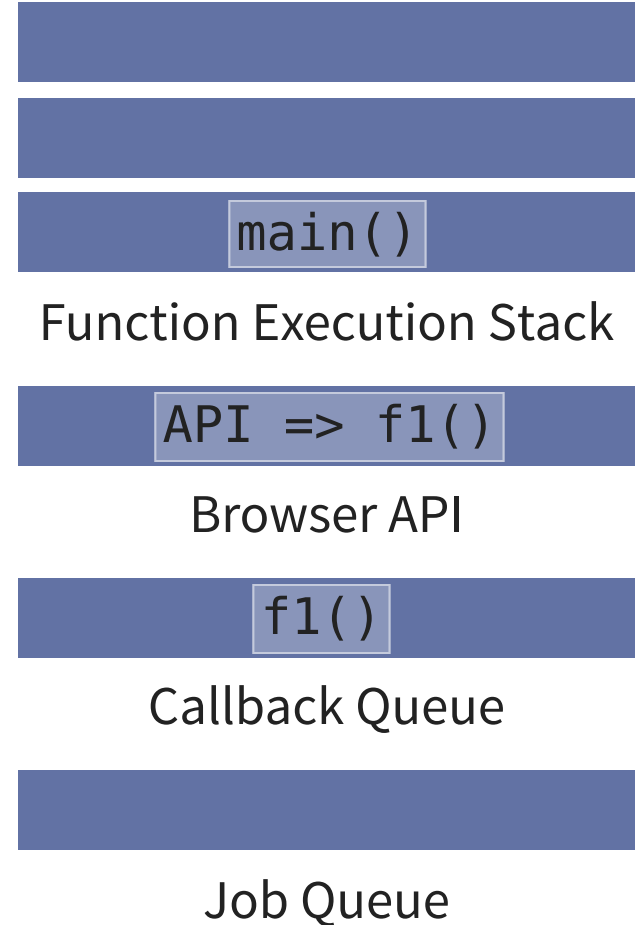 main()
Function Execution Stack
API => f1()
Browser API
f1()
Callback Queue
Job Queue